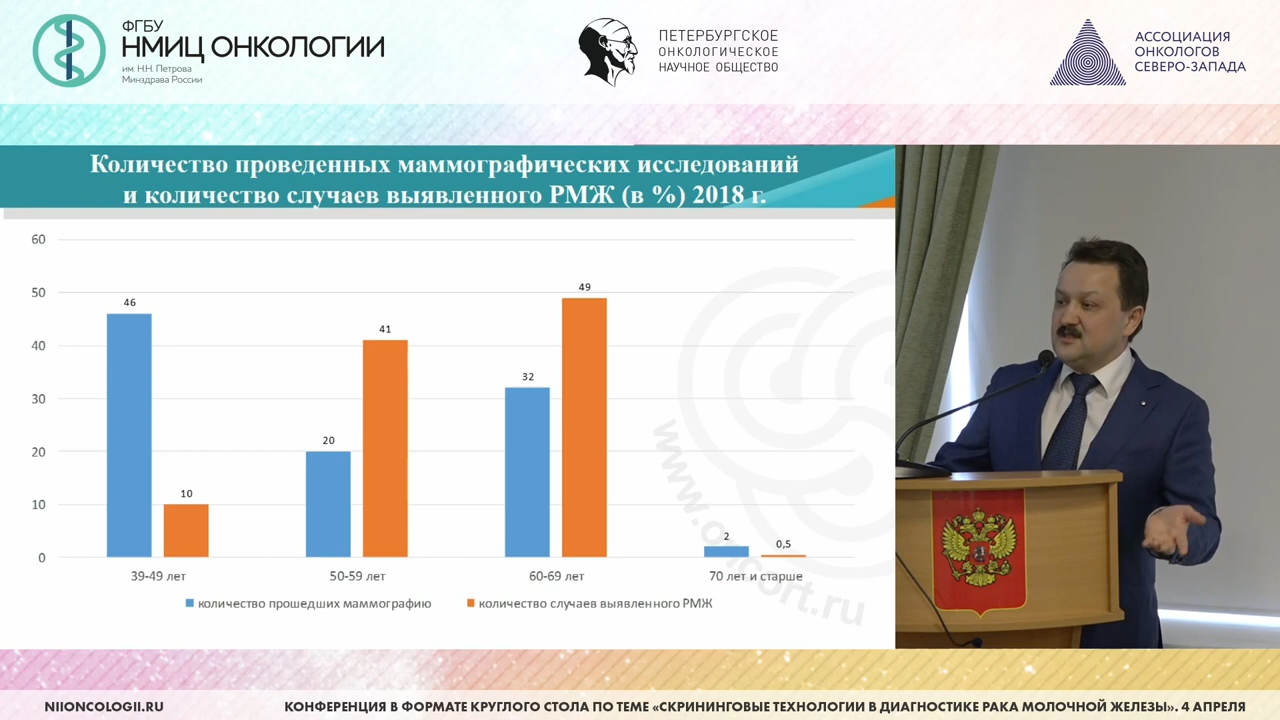 ФГБУ
НМИЦ ОНКОЛОГИИ
им. Н.Н. Петрова
Минздрава России
ПЕТЕРБУРГСКОЕ
ОНКОЛОГИЧЕСКОЕ
НАУЧНОЕ ОБЩЕСТВО
АССОЦИАЦИЯ
ОНКОЛОГОВ
СЕВЕРО-ЗАПАДА
Количество проведенных маммографических исследований
и количество случаев выявленного РМЖ (в %) 2018 г.
60
50
40
30
20
10
0
46
10
20
41
32
49
2
0,5
39-49 лет
50-59 лет
60-69 лет
70 лет и старше
количество прошедших маммографию
количество случаев выявленного РМЖ
NIIONCOLOGII.RU
КОНФЕРЕНЦИЯ В ФОРМАТЕ КРУГЛОГО СТОЛА ПО ТЕМЕ «СКРИНИНГОВЫЕ ТЕХНОЛОГИИ В ДИАГНОСТИКЕ РАКА МОЛОЧНОЙ ЖЕЛЕЗЫ». 4 АПРЕЛЯ